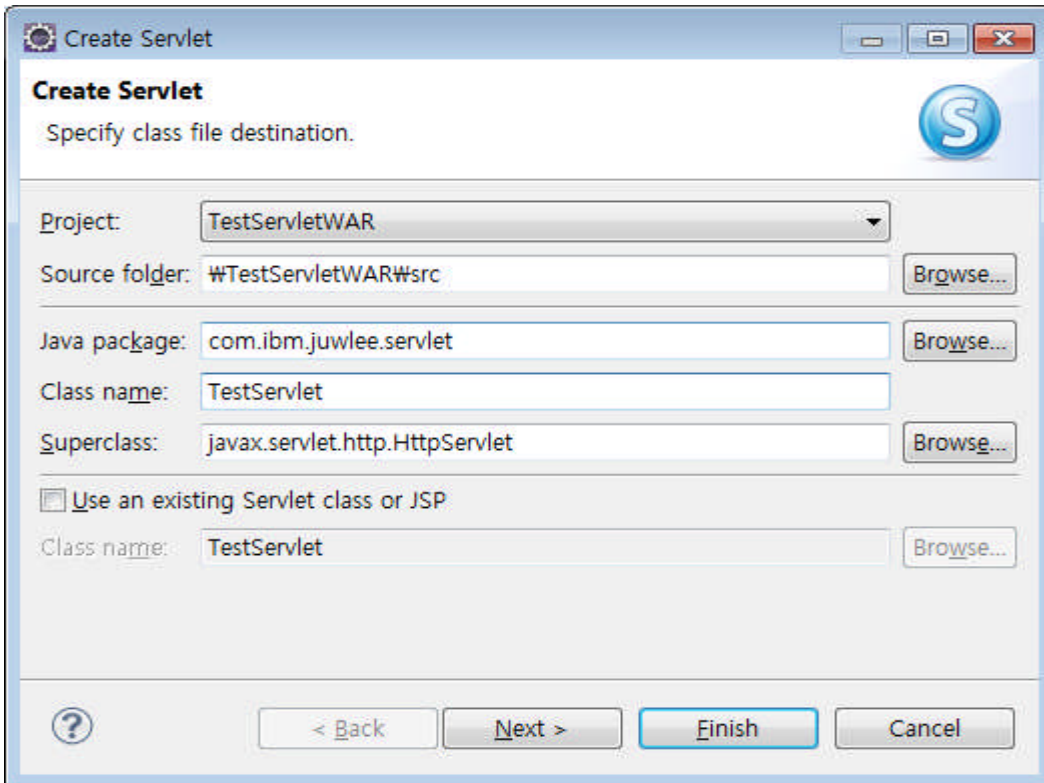 Create Servlet
Create Servlet
Specify class file destination.
S
Project: TestServletWAR
Source folder: ₩TestServletWAR₩src Browse...
Java package: com.ibm.juwlee.servlet Browse...
Class name: TestServlet
Superclass: javax.servlet.http.HttpServlet Browse...
Use an existing Servlet class or JSP
Class name: TestServlet Browse...
? < Back Next > Finish Cancel